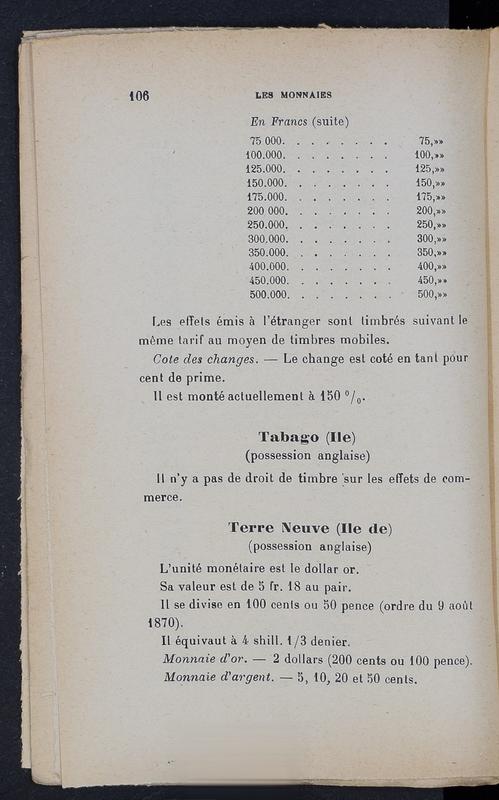 106
LES MONNAIES
En Francs (suite)
75 000. . . . . . . . 75,»»
100.000. . . . . . . . 100,»»
125.000. . . . . . . . 125,»»
150.000. . . . . . . . 150,»»
175.000. . . . . . . . 175,»»
200 000. . . . . . . . 200,»»
250.000. . . . . . . . 250,»»
300.000. . . . . . . . 300,»»
350.000. . . . . . . . 350,»»
400.000. . . . . . . . 400,»»
450.000. . . . . . . . 450,»»
500.000. . . . . . . . 500,»»
Les effets émis à l'étranger sont timbrés suivant le
même tarif au moyen de timbres mobiles.
Cote des changes. — Le change est coté en tant pour
cent de prime.
Il est monté actuellement à 150 %.
Tabago (Ile)
(possession anglaise)
Il n'y a pas de droit de timbre sur les effets de com-
merce.
Terre Neuve (Ile de)
(possession anglaise)
L'unité monétaire est le dollar or.
Sa valeur est de 5 fr. 18 au pair.
Il se divise en 100 cents ou 50 pence (ordre du 9 août
1870).
Il équivaut à 4 shill. 1/3 denier.
Monnaie d'or. — 2 dollars (200 cents ou 100 pence).
Monnaie d'argent. — 5, 10, 20 et 50 cents.